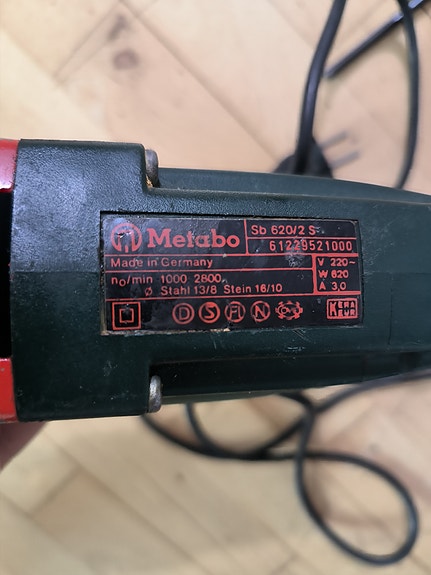 Metabo
Sb 620/2 S
61229521000
Made in Germany
V 220~
n₀/min 1000 2800
W 620
ø Stahl 13/8 Stein 16/10
A 3,0
D S FI N
KEMA
KEUR